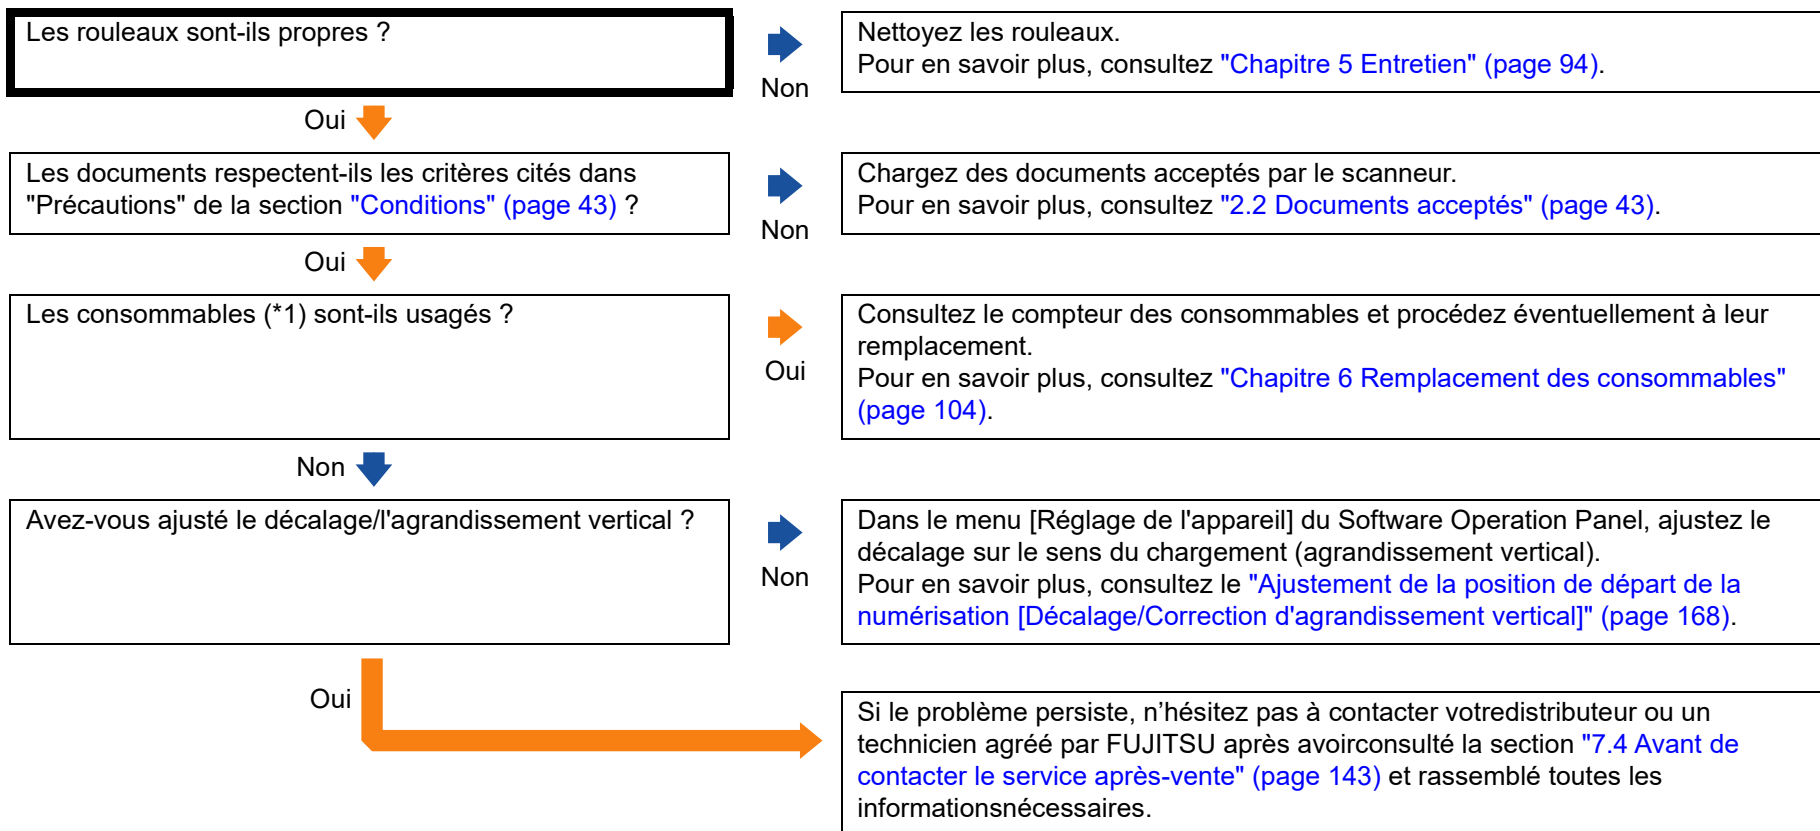 Les rouleaux sont-ils propres ?
Non
Nettoyez les rouleaux.
Pour en savoir plus, consultez "Chapitre 5 Entretien" (page 94).
Oui
Les documents respectent-ils les critères cités dans
"Précautions" de la section "Conditions" (page 43) ?
Non
Chargez des documents acceptés par le scanneur.
Pour en savoir plus, consultez "2.2 Documents acceptés" (page 43).
Oui
Les consommables (*1) sont-ils usagés ?
Oui
Consultez le compteur des consommables et procédez éventuellement à leur
remplacement.
Pour en savoir plus, consultez "Chapitre 6 Remplacement des consommables"
(page 104).
Non
Avez-vous ajusté le décalage/l'agrandissement vertical ?
Non
Dans le menu [Réglage de l'appareil] du Software Operation Panel, ajustez le
décalage sur le sens du chargement (agrandissement vertical).
Pour en savoir plus, consultez le "Ajustement de la position de départ de la
numérisation [Décalage/Correction d'agrandissement vertical]" (page 168).
Oui
Si le problème persiste, n’hésitez pas à contacter votredistributeur ou un
technicien agréé par FUJITSU après avoirconsulté la section "7.4 Avant de
contacter le service après-vente" (page 143) et rassemblé toutes les
informationsnécessaires.